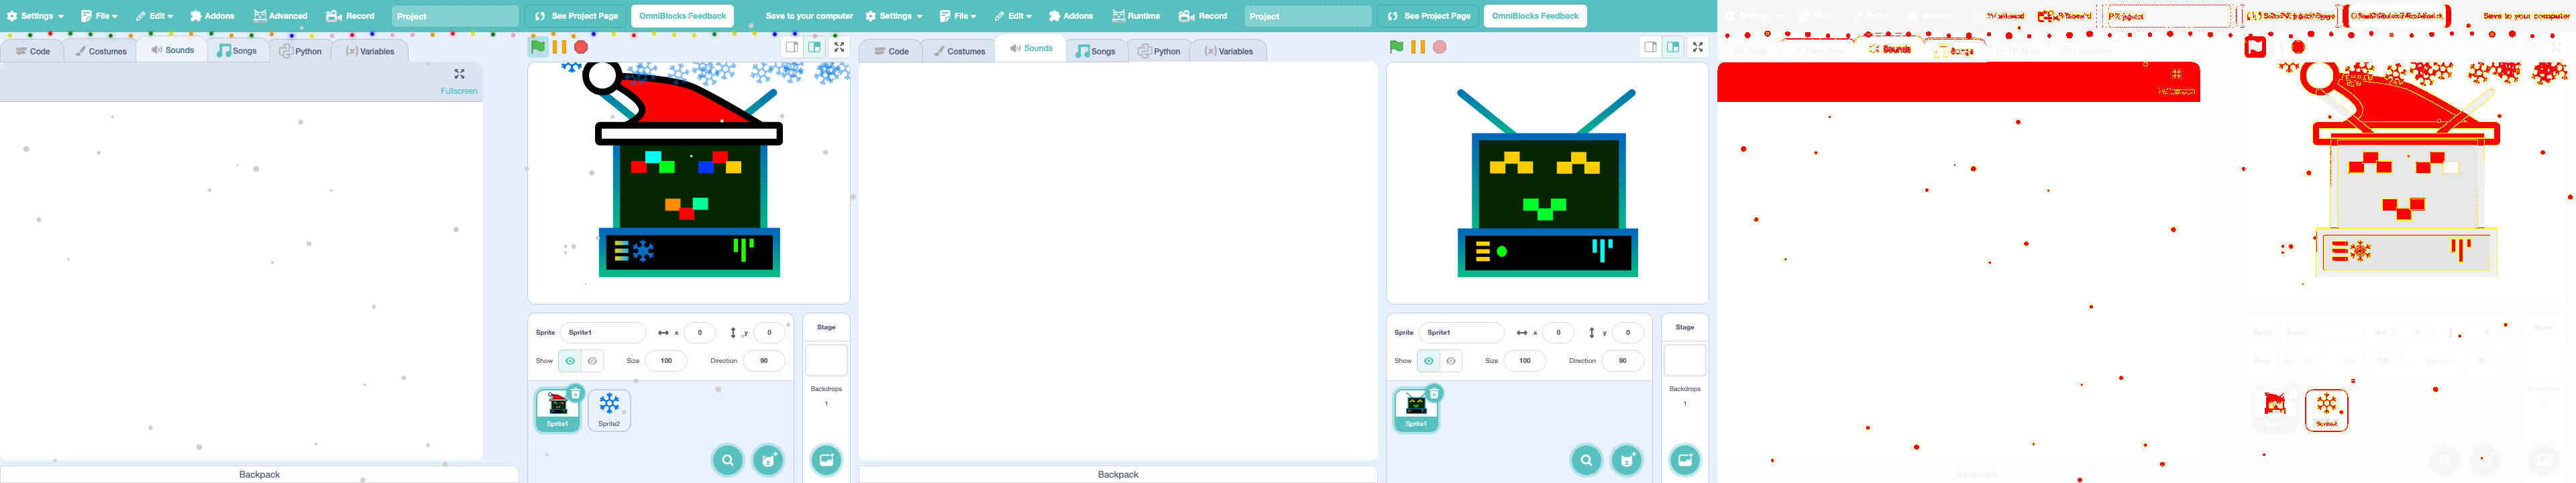 Settings File Edit Addons Advanced Record Project See Project Page OmniBlocks Feedback Save to your computer
Code Costumes Sounds Songs Python (x) Variables
Fullscreen
Sprite Sprite1 x 0 y 0
Show Size 100 Direction 90
Stage
Backdrops
1
Sprite1 Sprite2
Backpack
Settings File Edit Addons Runtime Record Project See Project Page OmniBlocks Feedback
Code Costumes Sounds Songs Python (x) Variables
Sprite Sprite1 x 0 y 0
Show Size 100 Direction 90
Stage
Backdrops
1
Sprite1
Backpack
Save to your computer
Sounds
Backpack